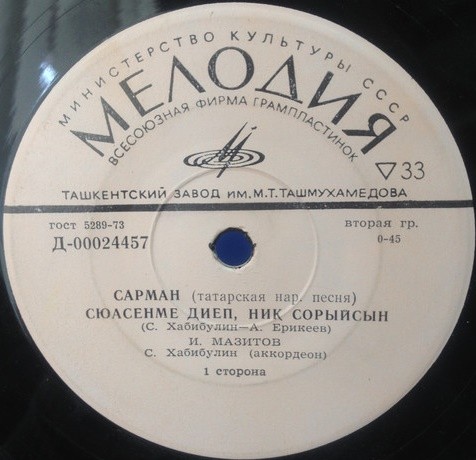 МИНИСТЕРСТВО КУЛЬТУРЫ СССР
МЕЛОДИЯ
ВСЕСОЮЗНАЯ ФИРМА ГРАМПЛАСТИНОК
▽33
ТАШКЕНТСКИЙ ЗАВОД ИМ. М.Т. ТАШМУХАМЕДОВА
гост 5289-73
вторая гр.
Д-00024457
0-45
САРМАН (татарская нар. песня)
СЮАСЕНМЕ ДИЕП, НИК СОРЫЙСЫН
(С. Хабибулин—А. Ерикеев)
И. МАЗИТОВ
С. Хабибулин (аккордеон)
1 сторона